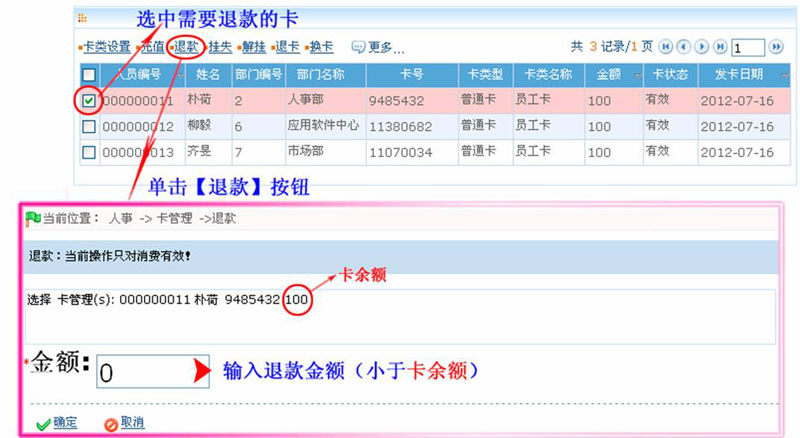 选中需要退款的卡
卡类设置 充值 退款 挂失 解挂 退卡 换卡 更多... 共 3 记录/1 页 1
人员编号 姓名 部门编号 部门名称 卡号 卡类型 卡类名称 金额 卡状态 发卡日期
000000011 朴荷 2 人事部 9485432 普通卡 员工卡 100 有效 2012-07-16
000000012 柳毅 6 应用软件中心 11380682 普通卡 员工卡 100 有效 2012-07-16
000000013 齐旻 7 市场部 11070034 普通卡 员工卡 100 有效 2012-07-16
单击【退款】按钮
当前位置： 人事 -> 卡管理 ->退款
退款：当前操作只对消费有效!
卡余额
选择 卡管理(s): 000000011 朴荷 9485432 100
*金额: 0 输入退款金额（小于卡余额）
确定 取消